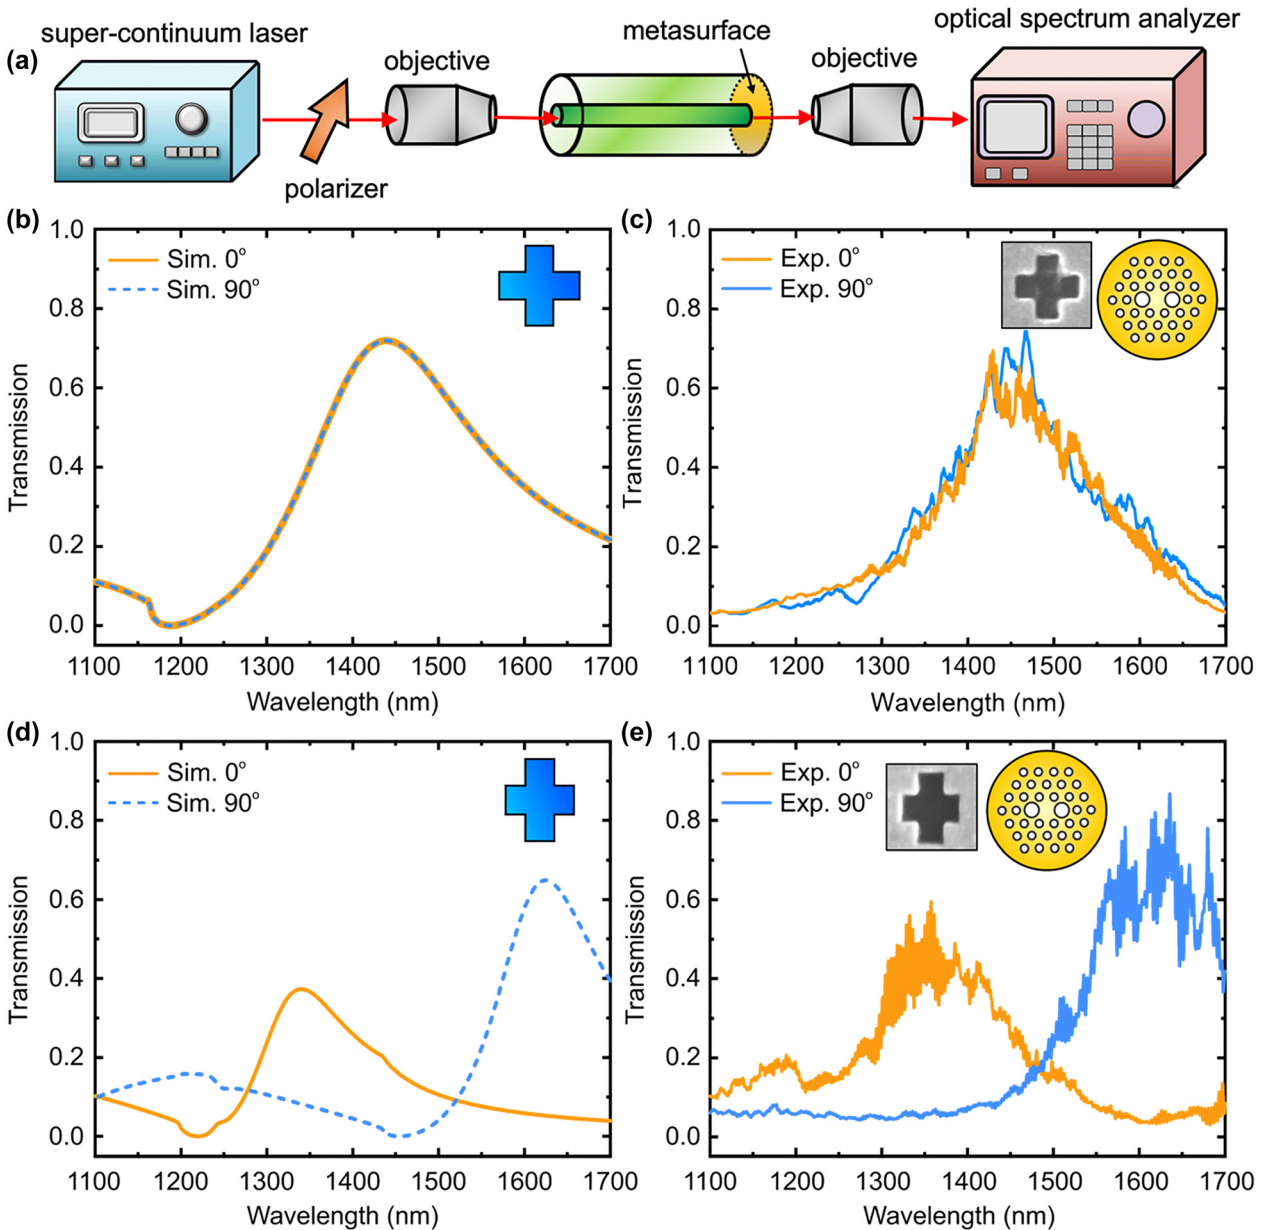 (a)
super-continuum laser
polarizer
objective
metasurface
objective
optical spectrum analyzer
(b)
Sim. 0°
Sim. 90°
Transmission
1.0
0.8
0.6
0.4
0.2
0.0
1100 1200 1300 1400 1500 1600 1700
Wavelength (nm)
(c)
Exp. 0°
Exp. 90°
Transmission
1.0
0.8
0.6
0.4
0.2
0.0
1100 1200 1300 1400 1500 1600 1700
Wavelength (nm)
(d)
Sim. 0°
Sim. 90°
Transmission
1.0
0.8
0.6
0.4
0.2
0.0
1100 1200 1300 1400 1500 1600 1700
Wavelength (nm)
(e)
Exp. 0°
Exp. 90°
Transmission
1.0
0.8
0.6
0.4
0.2
0.0
1100 1200 1300 1400 1500 1600 1700
Wavelength (nm)